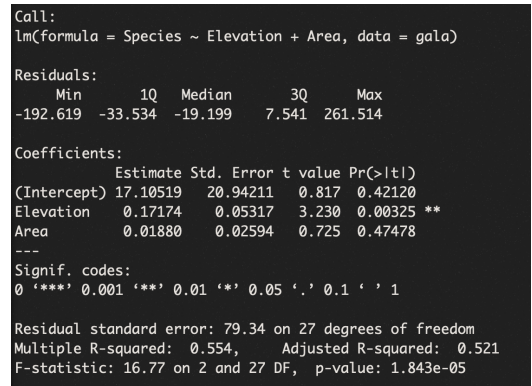 Call:
lm(formula = Species ~ Elevation + Area, data = gala)

Residuals:
     Min       1Q   Median       3Q      Max
-192.619  -33.534  -19.199    7.541  261.514

Coefficients:
            Estimate Std. Error t value Pr(>|t|)
(Intercept) 17.10519   20.94211   0.817  0.42120
Elevation    0.17174    0.05317   3.230  0.00325 **
Area         0.01880    0.02594   0.725  0.47478
---
Signif. codes:
0 ‘***’ 0.001 ‘**’ 0.01 ‘*’ 0.05 ‘.’ 0.1 ‘ ’ 1

Residual standard error: 79.34 on 27 degrees of freedom
Multiple R-squared:  0.554,     Adjusted R-squared:  0.521
F-statistic: 16.77 on 2 and 27 DF,  p-value: 1.843e-05